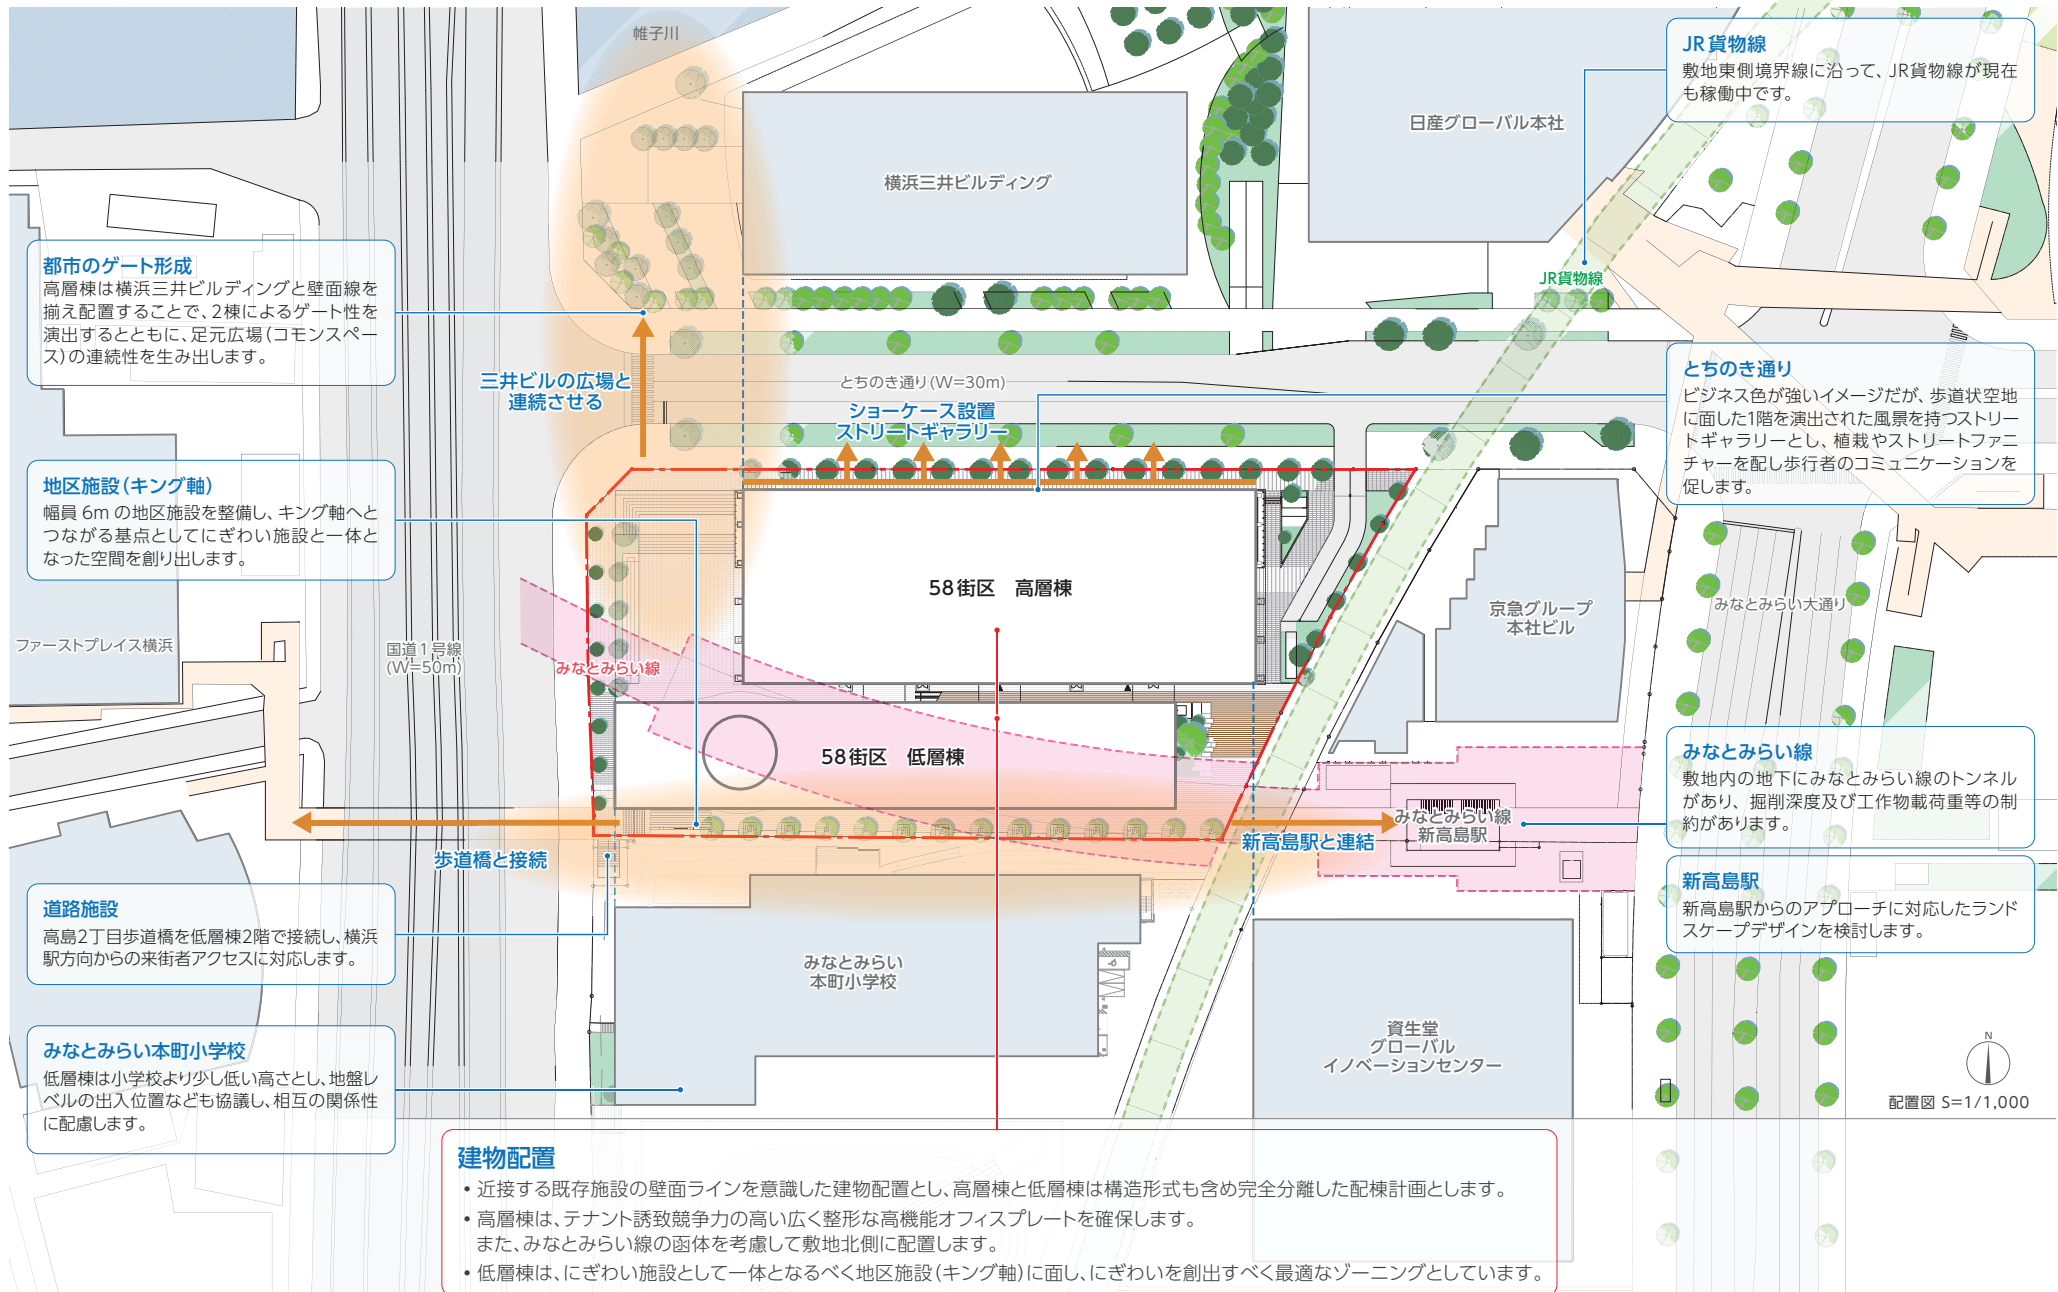 帷子川
JR貨物線
敷地東側境界線に沿って、JR貨物線が現在
も稼働中です。
日産グローバル本社
横浜三井ビルディング
都市のゲート形成
高層棟は横浜三井ビルディングと壁面線を
揃え配置することで、2棟によるゲート性を
演出するとともに、足元広場(コモンスペー
ス)の連続性を生み出します。
JR貨物線
三井ビルの広場と
連続させる
とちのき通り(W=30m)
ショーケース設置
ストリートギャラリー
とちのき通り
ビジネス色が強いイメージだが、歩道状空地
に面した1階を演出された風景を持つストリー
トギャラリーとし、植栽やストリートファニ
チャーを配し歩行者のコミュニケーションを
促します。
地区施設(キング軸)
幅員 6m の地区施設を整備し、キング軸へと
つながる基点としてにぎわい施設と一体と
なった空間を創り出します。
58街区 高層棟
京急グループ
本社ビル
みなとみらい大通り
ファーストプレイス横浜
国道1号線
(W=50m)
みなとみらい線
58街区 低層棟
みなとみらい線
敷地内の地下にみなとみらい線のトンネル
があり、掘削深度及び工作物載荷重等の制
約があります。
みなとみらい線
新高島駅
歩道橋と接続
新高島駅と連結
新高島駅
新高島駅からのアプローチに対応したランド
スケープデザインを検討します。
道路施設
高島2丁目歩道橋を低層棟2階で接続し、横浜
駅方向からの来街者アクセスに対応します。
みなとみらい
本町小学校
資生堂
グローバル
イノベーションセンター
みなとみらい本町小学校
低層棟は小学校より少し低い高さとし、地盤レ
ベルの出入位置なども協議し、相互の関係性
に配慮します。
N
配置図 S=1/1,000
建物配置
• 近接する既存施設の壁面ラインを意識した建物配置とし、高層棟と低層棟は構造形式も含め完全分離した配棟計画とします。
• 高層棟は、テナント誘致競争力の高い広く整形な高機能オフィスプレートを確保します。
また、みなとみらい線の函体を考慮して敷地北側に配置します。
• 低層棟は、にぎわい施設として一体となるべく地区施設(キング軸)に面し、にぎわいを創出すべく最適なゾーニングとしています。